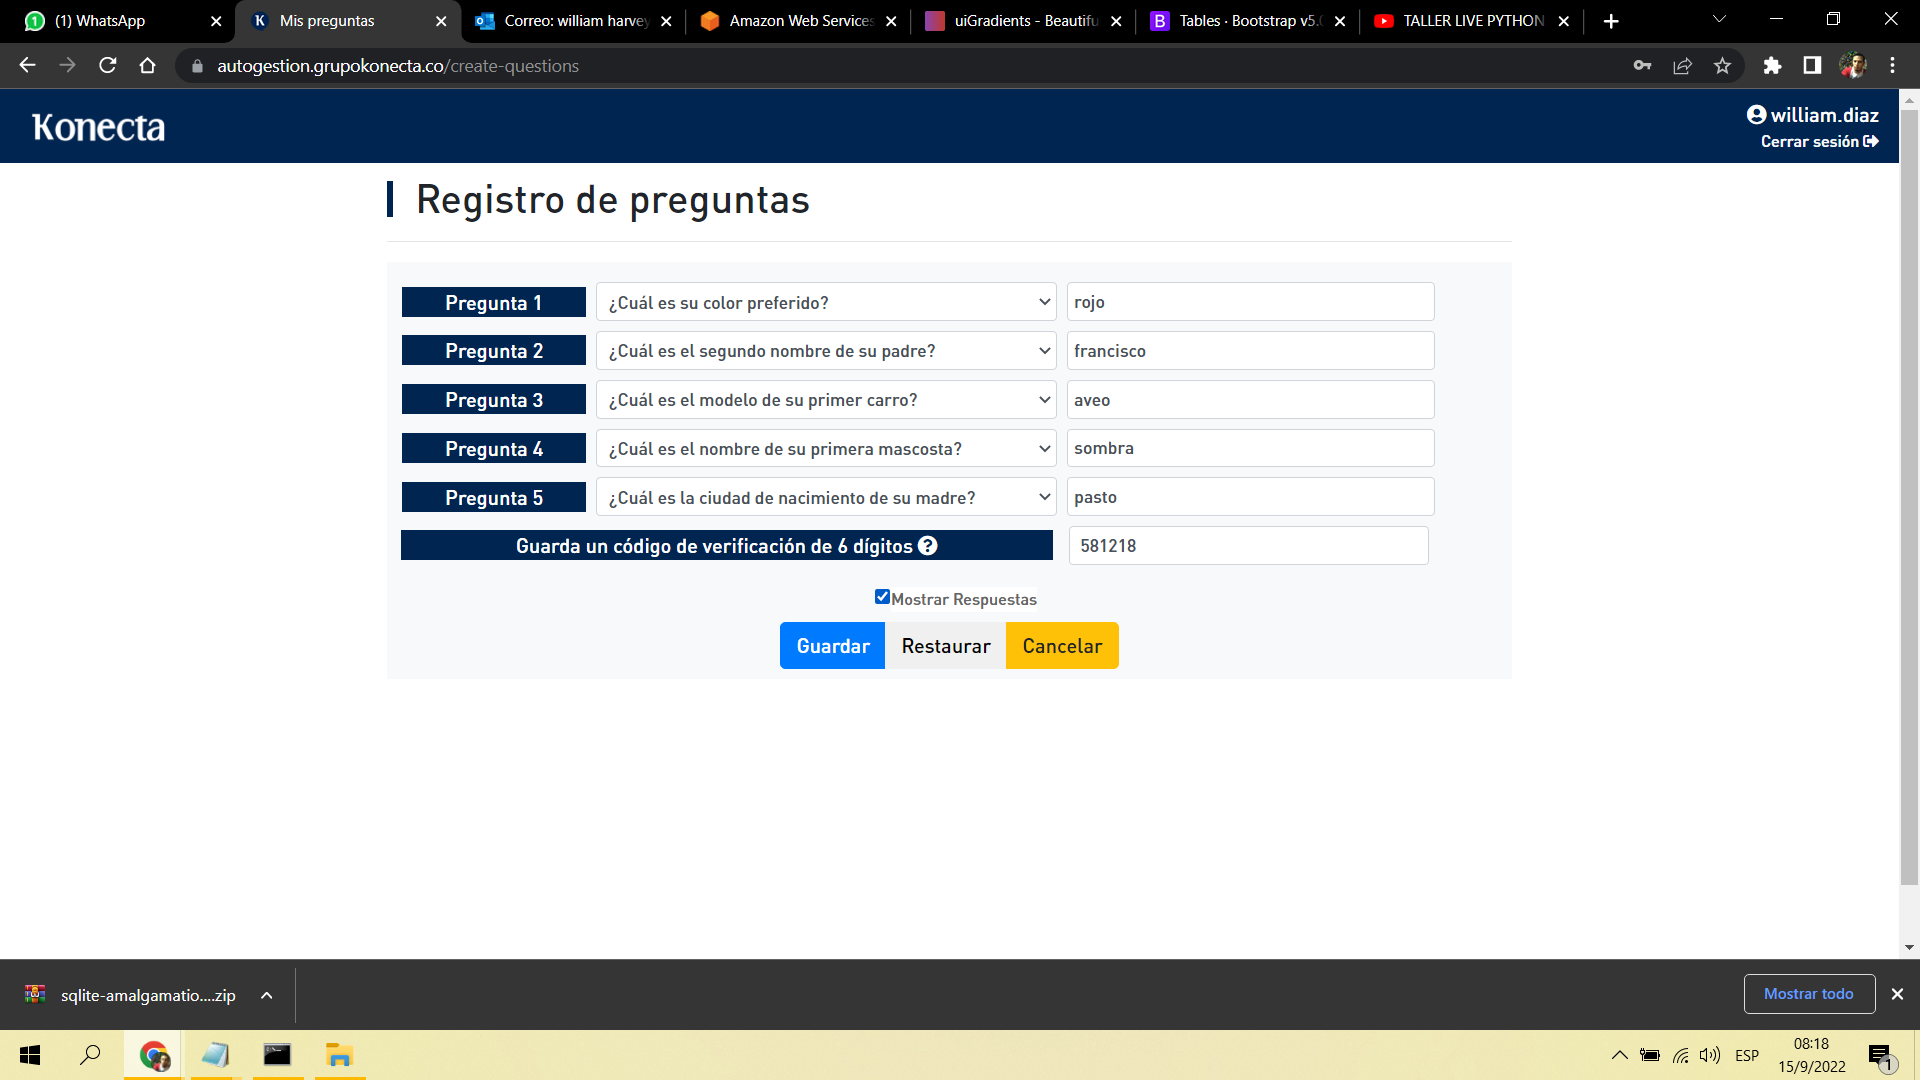 (1) WhatsApp
Mis preguntas
Correo: william harvey
Amazon Web Services
uiGradients - Beautifu
Tables · Bootstrap v5.0
TALLER LIVE PYTHON
autogestion.grupokonecta.co/create-questions
Konecta
william.diaz
Cerrar sesión
Registro de preguntas
Pregunta 1 ¿Cuál es su color preferido? rojo
Pregunta 2 ¿Cuál es el segundo nombre de su padre? francisco
Pregunta 3 ¿Cuál es el modelo de su primer carro? aveo
Pregunta 4 ¿Cuál es el nombre de su primera mascosta? sombra
Pregunta 5 ¿Cuál es la ciudad de nacimiento de su madre? pasto
Guarda un código de verificación de 6 dígitos 581218
Mostrar Respuestas
Guardar Restaurar Cancelar
sqlite-amalgamatio....zip
Mostrar todo
ESP
08:18
15/9/2022
1